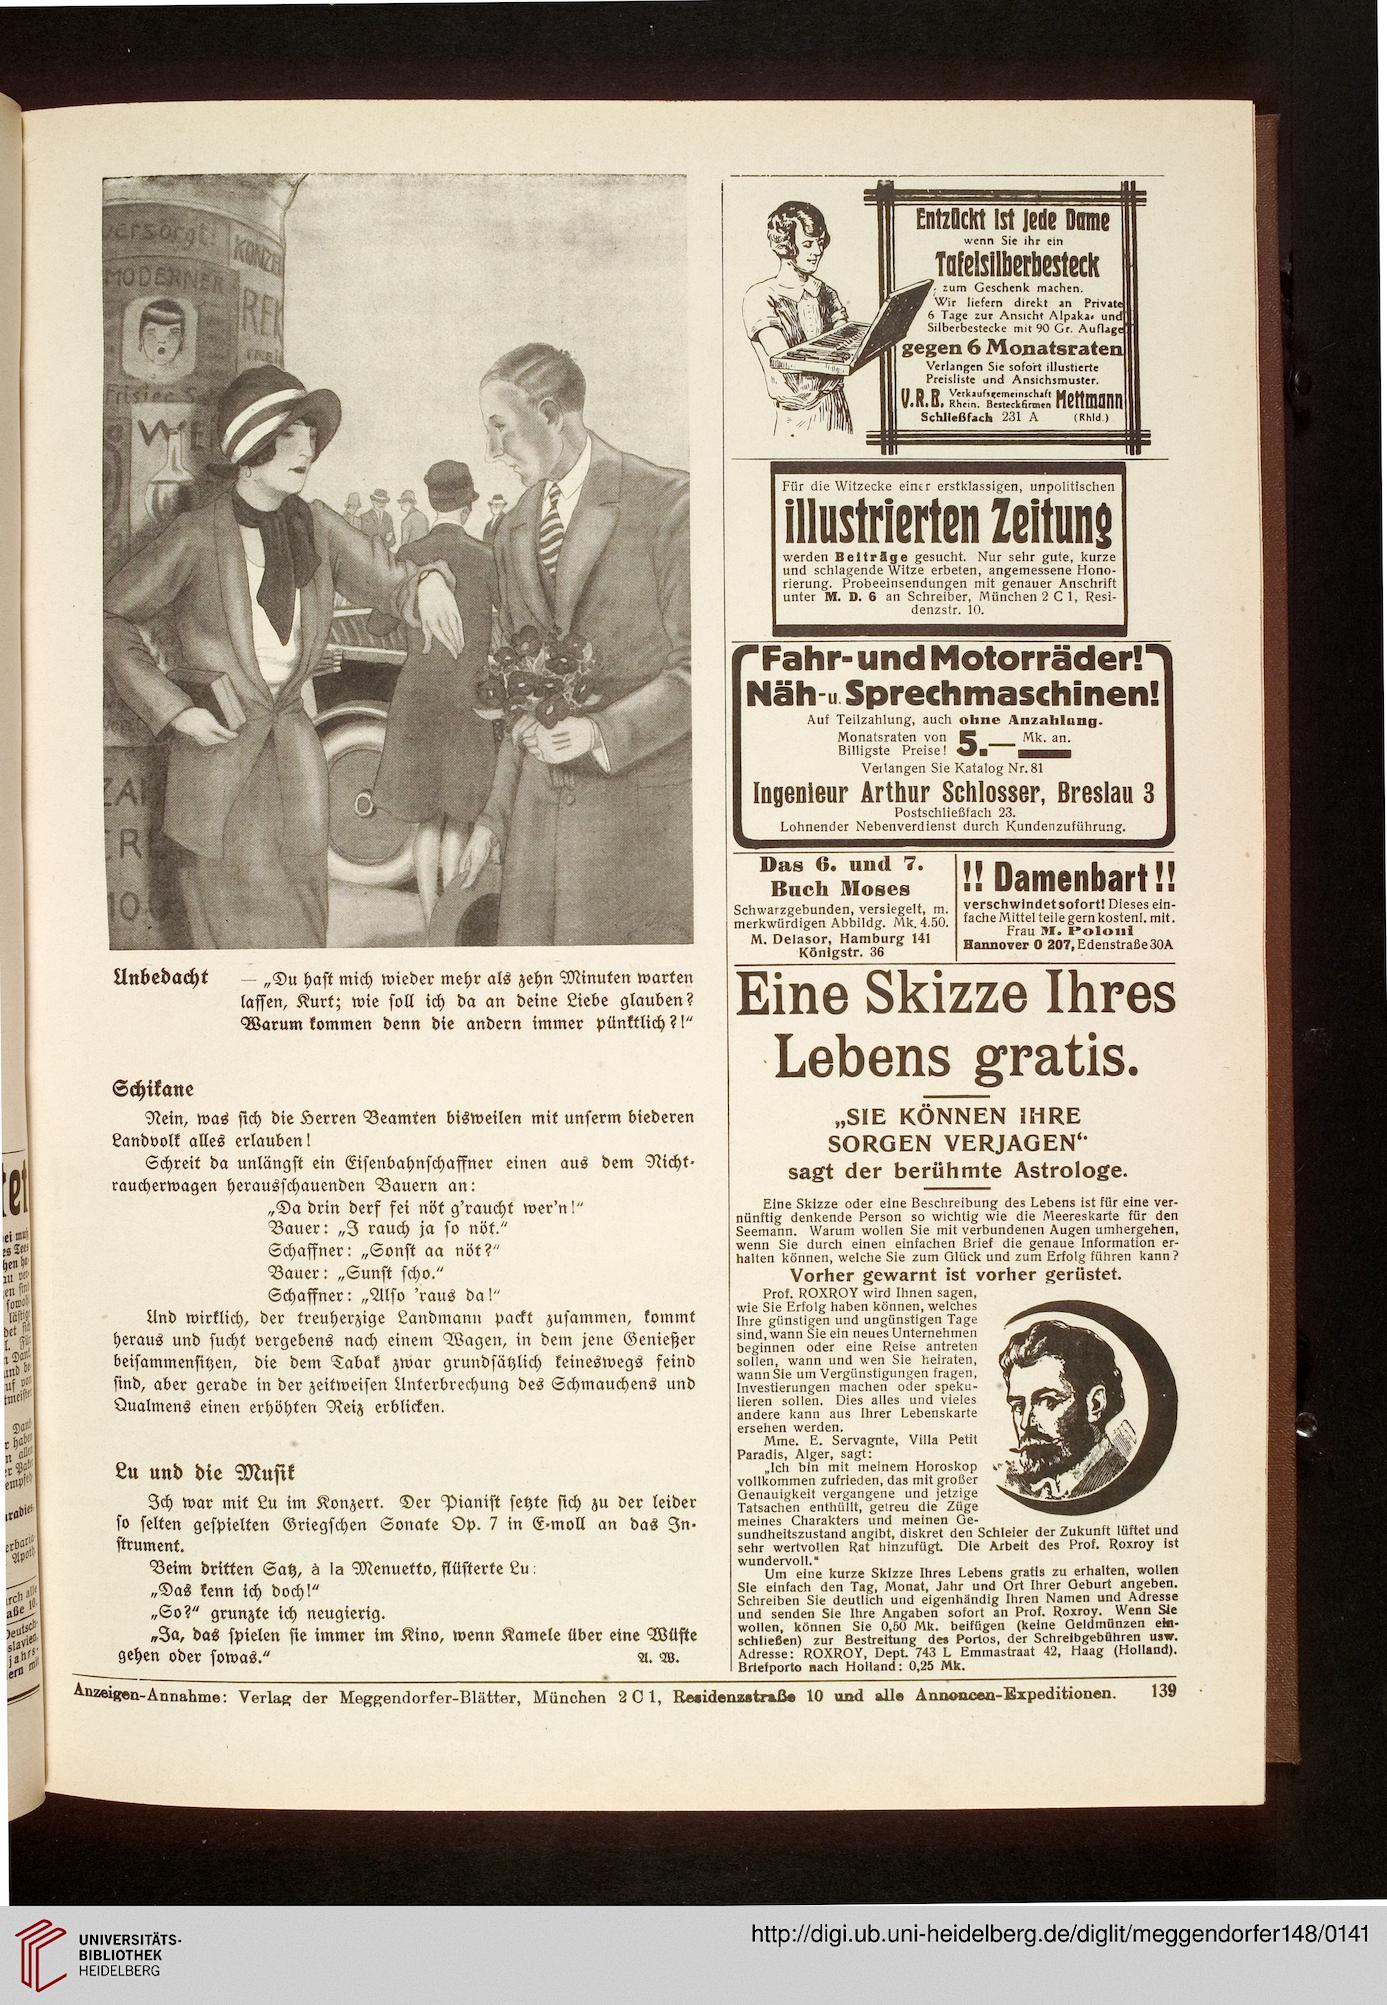 versorgt!
KONZE
MODERNER
REK
WE
ZAI
ER
10.
Unbedacht — „Du hast mich wieder mehr als zehn Minuten warten
lassen, Kurt; wie soll ich da an deine Liebe glauben?
Warum kommen denn die andern immer pünktlich?!“
Schikane
Nein, was sich die Herren Beamten bisweilen mit unserm biederen
Landvolk alles erlauben!
Schreit da unlängst ein Eisenbahnschaffner einen aus dem Nicht-
raucherwagen herausschauenden Bauern an:
„Da drin derf fei nöt g'raucht wer'n!“
Bauer: „I rauch ja so nöt.“
Schaffner: „Sonst aa nöt?“
Bauer: „Sunst scho.“
Schaffner: „Also 'raus da!“
Und wirklich, der treuherzige Landmann packt zusammen, kommt
heraus und sucht vergebens nach einem Wagen, in dem jene Genießer
beisammensitzen, die dem Tabak zwar grundsätzlich keineswegs feind
sind, aber gerade in der zeitweisen Unterbrechung des Schmauchens und
Qualmens einen erhöhten Reiz erblicken.
Lu und die Musik
Ich war mit Lu im Konzert. Der Pianist setzte sich zu der leider
so selten gespielten Griegschen Sonate Op. 7 in E-moll an das In-
strument.
Beim dritten Satz, à la Menuetto, flüsterte Lu:
„Das kenn ich doch!“
„So?“ grunzte ich neugierig.
„Ja, das spielen sie immer im Kino, wenn Kamele über eine Wüste
gehen oder sowas.“ A. W.
Entzückt ist jede Dame
wenn Sie ihr ein
Tafelsilberbesteck
zum Geschenk machen.
Wir liefern direkt an Private
6 Tage zur Ansicht Alpaka- und
Silberbestecke mit 90 Gr. Auflage
gegen 6 Monatsraten
Verlangen Sie sofort illustierte
Preisliste und Ansichsmuster.
V.R.B. Verkaufsgemeinschaft Rhein. Besteckfirmen Mettmann
Schließfach 231 A (Rhld.)
Für die Witzecke einer erstklassigen, unpolitischen
illustrierten Zeitung
werden Beiträge gesucht. Nur sehr gute, kurze
und schlagende Witze erbeten, angemessene Hono-
rierung. Probeeinsendungen mit genauer Anschrift
unter M. D. 6 an Schreiber, München 2 C 1, Resi-
denzstr. 10.
Fahr- und Motorräder!
Näh- u. Sprechmaschinen!
Auf Teilzahlung, auch ohne Anzahlung.
Monatsraten von 5.— Mk. an.
Billigste Preise!
Verlangen Sie Katalog Nr. 81
Ingenieur Arthur Schlosser, Breslau 3
Postschließfach 23.
Lohnender Nebenverdienst durch Kundenzuführung.
Das 6. und 7.
Buch Moses
Schwarzgebunden, versiegelt, m.
merkwürdigen Abbildg. Mk. 4.50.
M. Delasor, Hamburg 141
Königstr. 36
!! Damenbart !!
verschwindet sofort! Dieses ein-
fache Mittel teile gern kostenl. mit.
Frau M. Poloni
Hannover O 207, Edenstraße 30A
Eine Skizze Ihres
Lebens gratis.
„SIE KÖNNEN IHRE
SORGEN VERJAGEN“
sagt der berühmte Astrologe.
Eine Skizze oder eine Beschreibung des Lebens ist für eine ver-
nünftig denkende Person so wichtig wie die Meereskarte für den
Seemann. Warum wollen Sie mit verbundenen Augen umhergehen,
wenn Sie durch einen einfachen Brief die genaue Information er-
halten können, welche Sie zum Glück und zum Erfolg führen kann?
Vorher gewarnt ist vorher gerüstet.
Prof. ROXROY wird Ihnen sagen,
wie Sie Erfolg haben können, welches
Ihre günstigen und ungünstigen Tage
sind, wann Sie ein neues Unternehmen
beginnen oder eine Reise antreten
sollen, wann und wen Sie heiraten,
wann Sie um Vergünstigungen fragen,
Investierungen machen oder speku-
lieren sollen. Dies alles und vieles
andere kann aus Ihrer Lebenskarte
ersehen werden.
Mme. E. Servagnte, Villa Petit
Paradis, Alger, sagt:
„Ich bin mit meinem Horoskop
vollkommen zufrieden, das mit großer
Genauigkeit vergangene und jetzige
Tatsachen enthüllt, getreu die Züge
meines Charakters und meinen Ge-
sundheitszustand angibt, diskret den Schleier der Zukunft lüftet und
sehr wertvollen Rat hinzufügt. Die Arbeit des Prof. Roxroy ist
wundervoll.“
Um eine kurze Skizze Ihres Lebens gratis zu erhalten, wollen
Sie einfach den Tag, Monat, Jahr und Ort Ihrer Geburt angeben.
Schreiben Sie deutlich und eigenhändig Ihren Namen und Adresse
und senden Sie Ihre Angaben sofort an Prof. Roxroy. Wenn Sie
wollen, können Sie 0,50 Mk. beifügen (keine Geldmünzen ein-
schließen) zur Bestreitung des Portos, der Schreibgebühren usw.
Adresse: ROXROY, Dept. 743 L Emmastraat 42, Haag (Holland).
Briefporto nach Holland: 0,25 Mk.
Anzeigen-Annahme: Verlag der Meggendorfer-Blätter, München 2 C 1, Residenzstraße 10 und alle Annoncen-Expeditionen. 139
UNIVERSITÄTS-
BIBLIOTHEK
HEIDELBERG
http://digi.ub.uni-heidelberg.de/diglit/meggendorfer148/0141